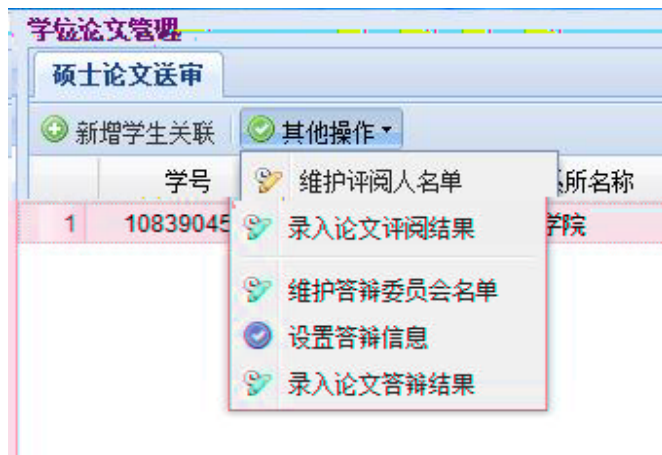 学位论文管理
硕士论文送审
新增学生关联 其他操作
学号 所名称
维护评阅人名单
1 10839045 学院
录入论文评阅结果
维护答辩委员会名单
设置答辩信息
录入论文答辩结果